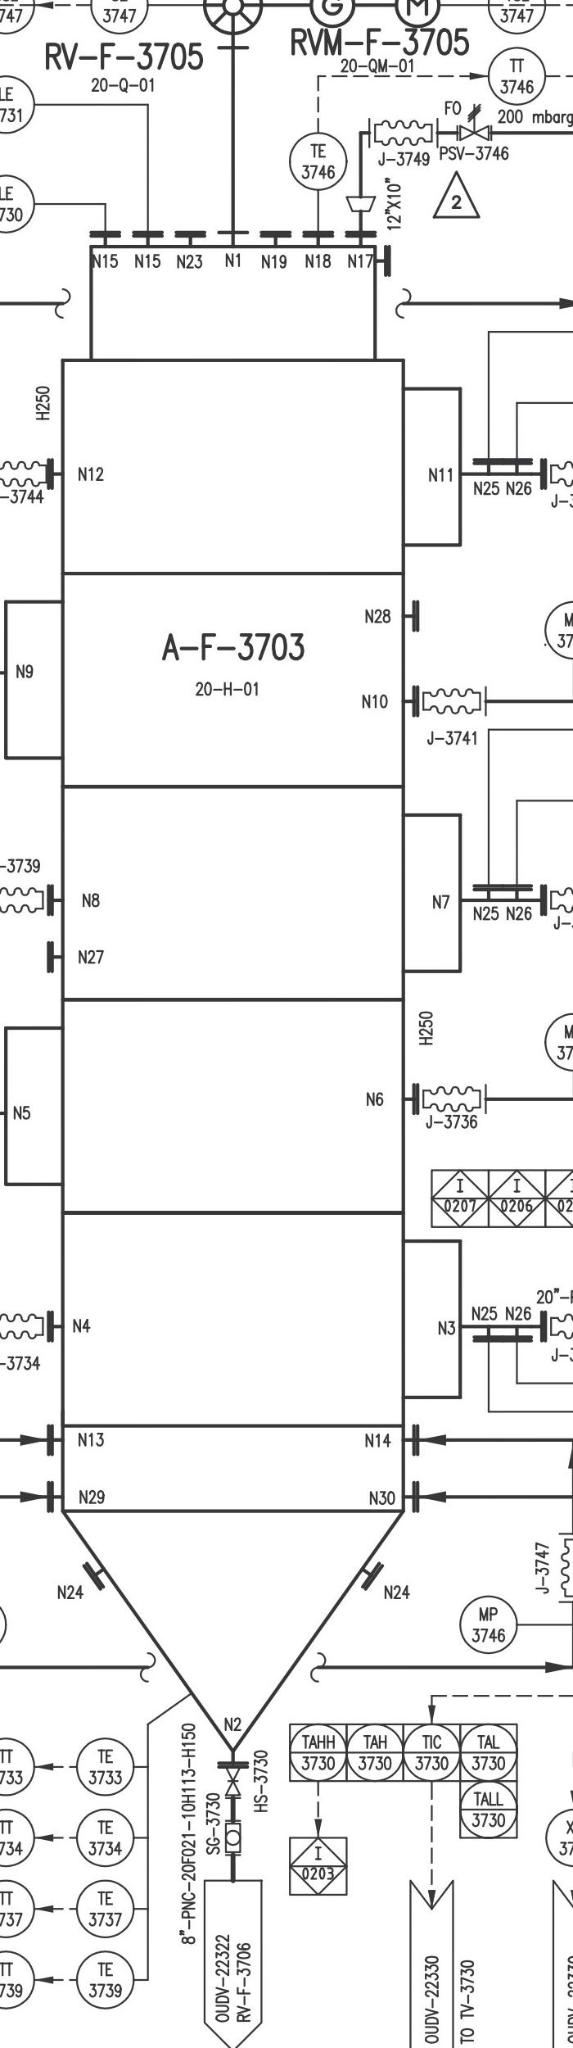 3747
3747
G
M
3747
RV-F-3705
20-Q-01
RVM-F-3705
20-QM-01
TT
3746
LE
3731
TE
3746
FO
200 mbarg
J-3749
PSV-3746
2
12"X10"
LE
3730
N15
N15
N23
N1
N19
N18
N17
H250
N12
N11
N25
N26
-3744
N28
A-F-3703
20-H-01
N9
N10
J-3741
-3739
N8
N7
N25
N26
N27
H250
N5
N6
J-3736
I
0207
I
0206
I
20"-
N25
N26
N4
N3
-3734
N13
N14
N29
N30
J-3747
N24
N24
MP
3746
N2
8"-PNC-20F021-10H113-H150
SG-3730
HS-3730
TAHH
3730
TAH
3730
TIC
3730
TAL
3730
TALL
3730
I
0203
TT
3733
TE
3733
TT
3734
TE
3734
TT
3737
TE
3737
TT
3739
TE
3739
OUDV-22322
RV-F-3706
OUDV-22330
TO TV-3730